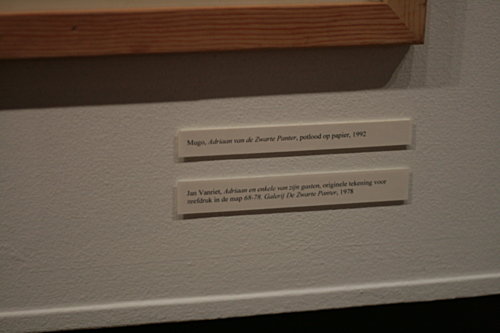 Mugo, Adriaan van de Zwarte Panter, potlood op papier, 1992
Jan Vanriet, Adriaan en enkele van zijn gasten, originele tekening voor
zeefdruk in de map 68-78. Galerij De Zwarte Panter, 1978